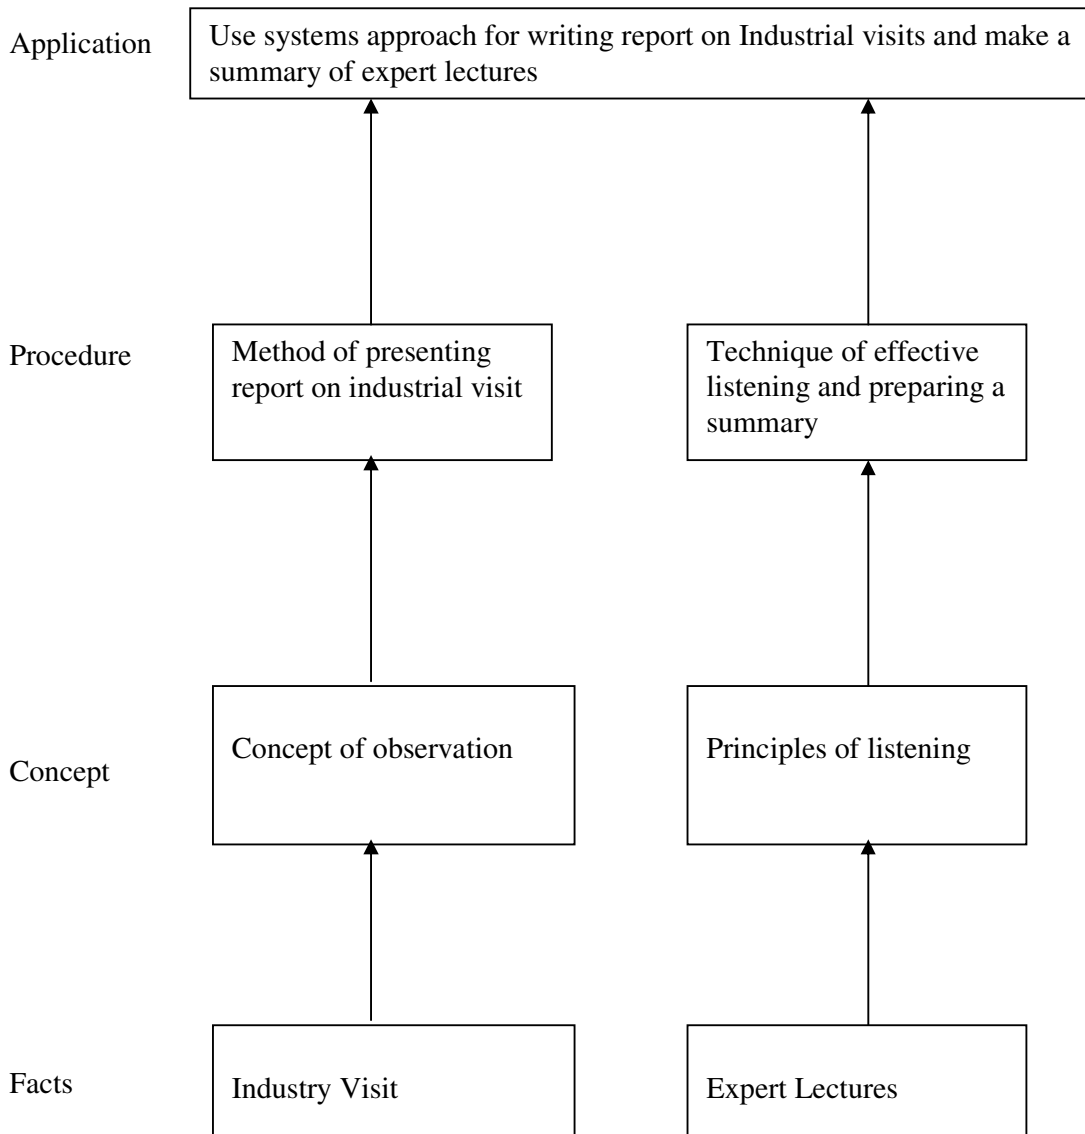 Application
Use systems approach for writing report on Industrial visits and make a
summary of expert lectures
Procedure
Method of presenting
report on industrial visit
Technique of effective
listening and preparing a
summary
Concept
Concept of observation
Principles of listening
Facts
Industry Visit
Expert Lectures